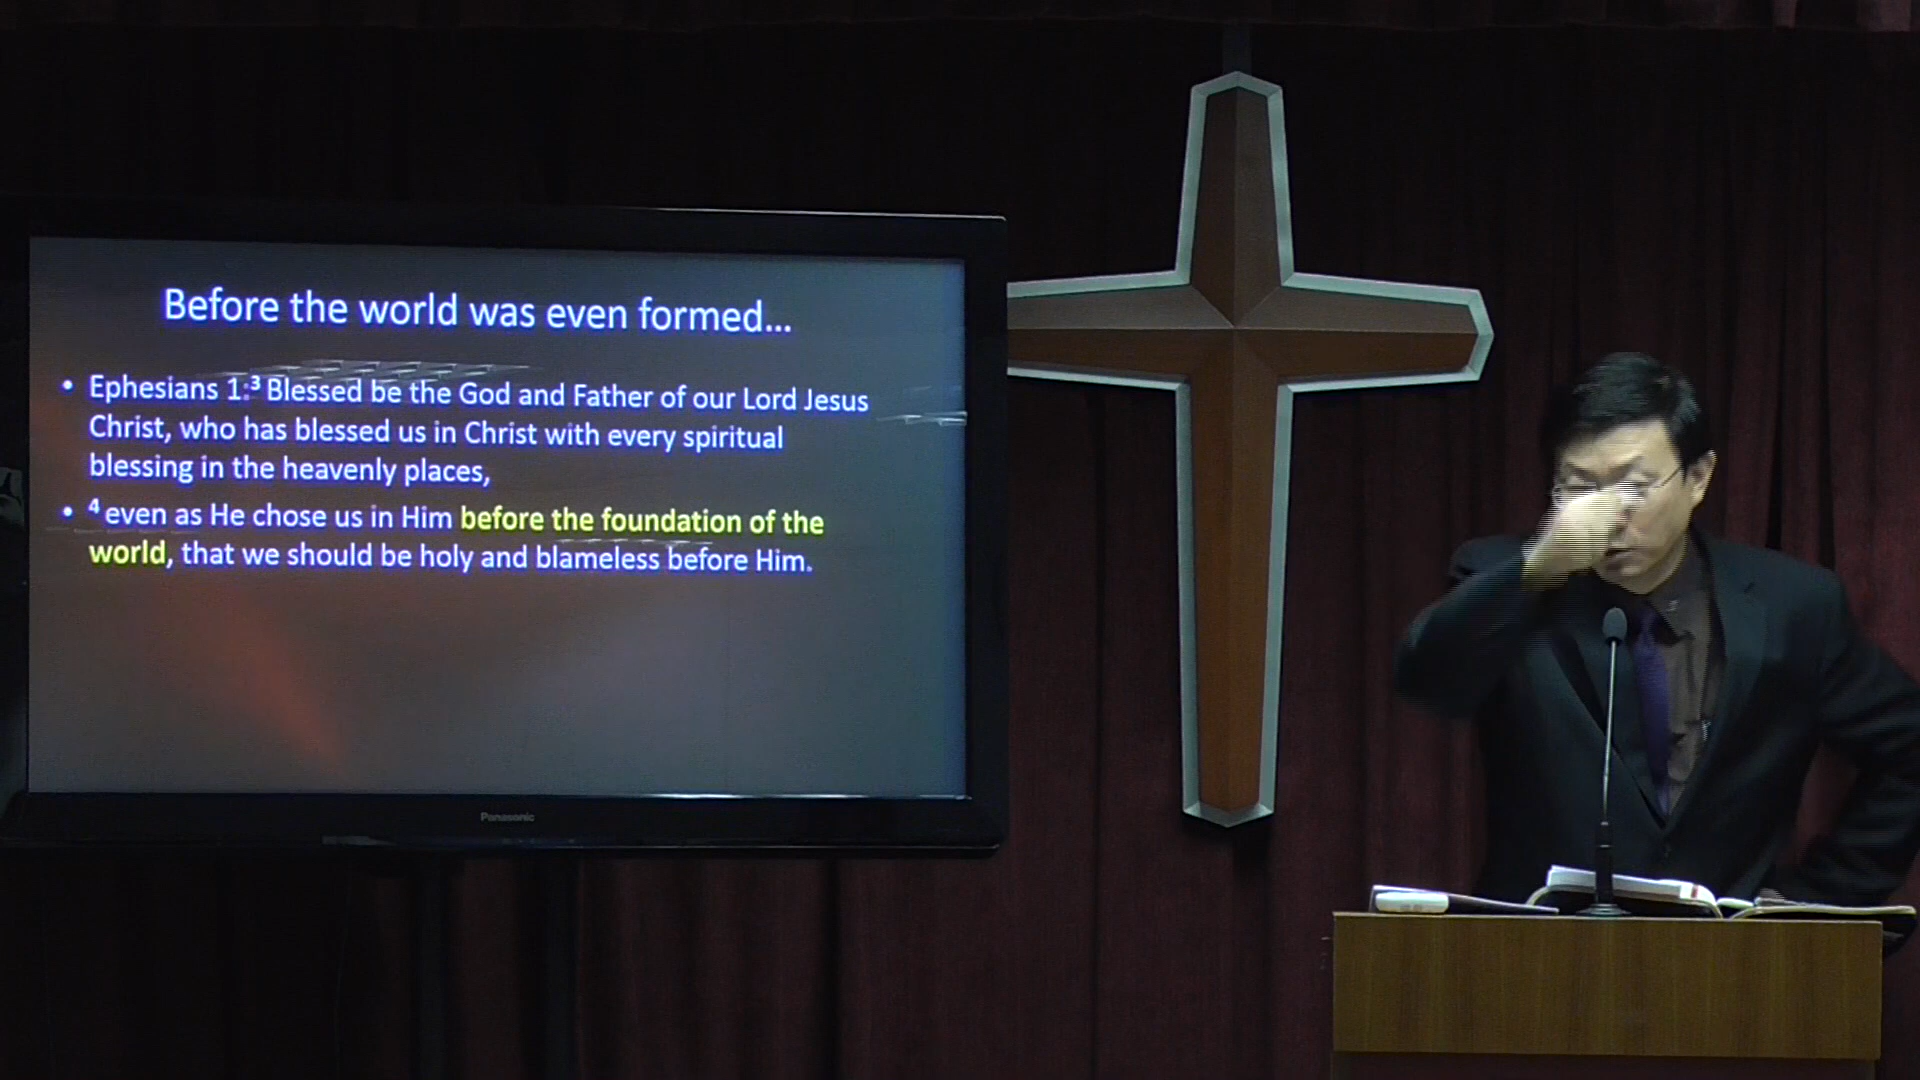 Before the world was even formed...
• Ephesians 1:³ Blessed be the God and Father of our Lord Jesus
Christ, who has blessed us in Christ with every spiritual
blessing in the heavenly places,
• ⁴ even as He chose us in Him before the foundation of the
world, that we should be holy and blameless before Him.
Panasonic